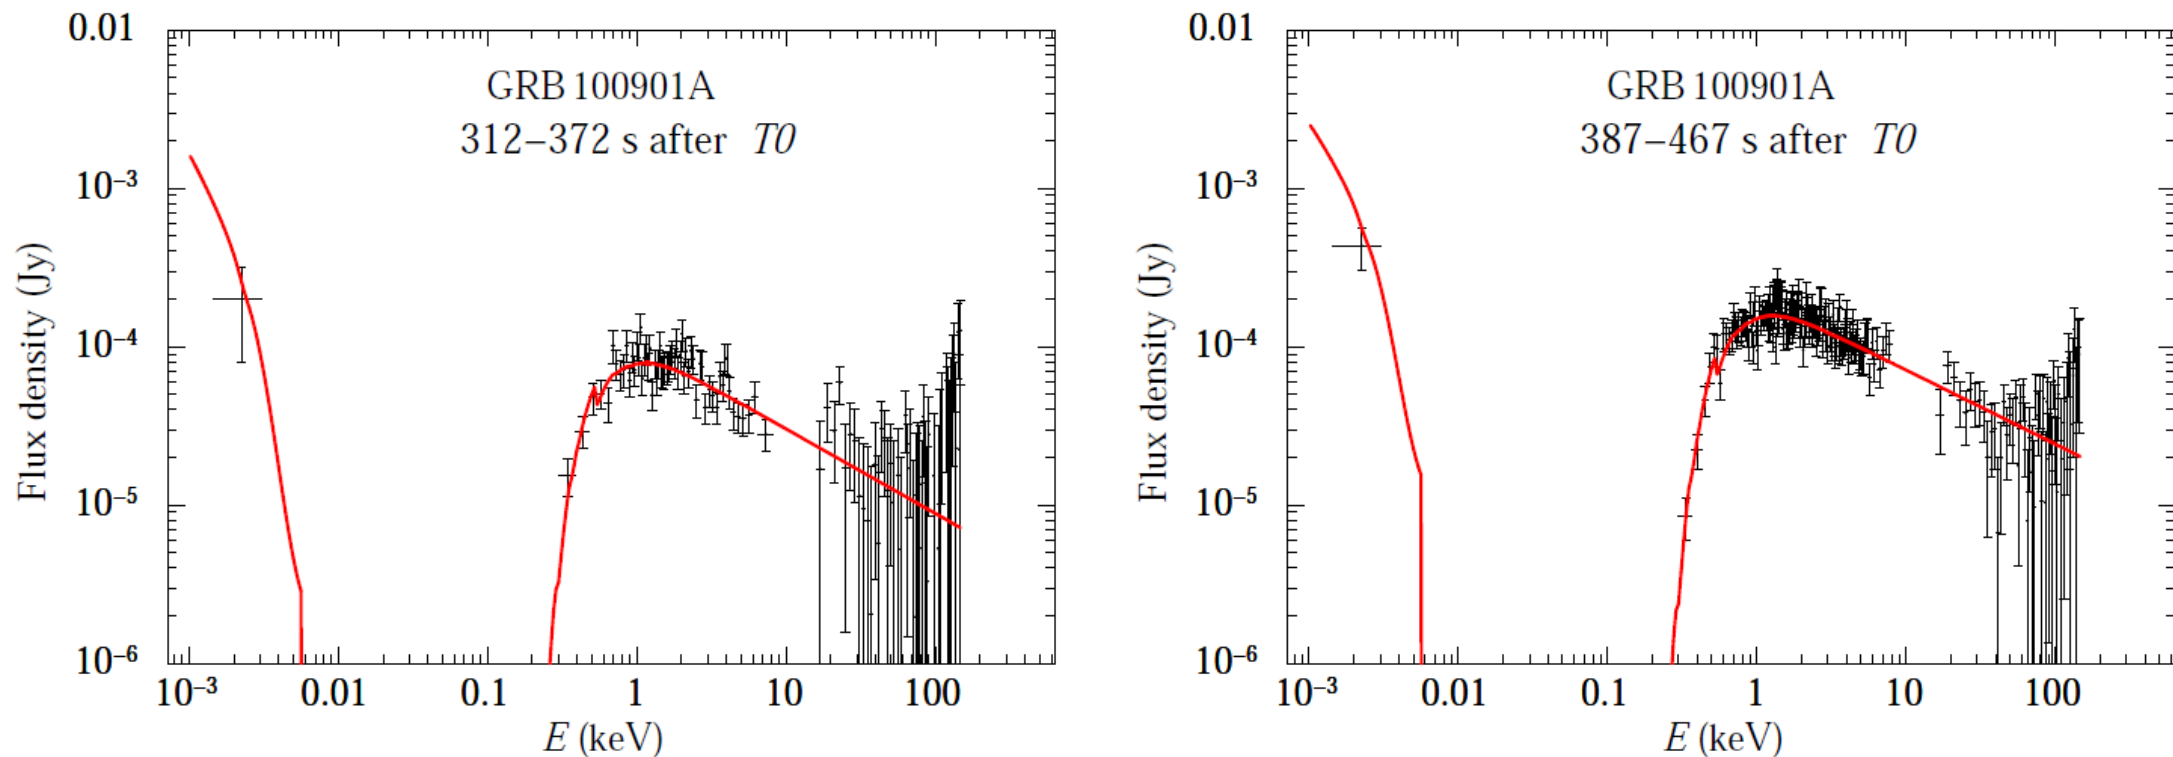 0.01
10⁻³
10⁻⁴
10⁻⁵
10⁻⁶
Flux density (Jy)
GRB 100901A
312–372 s after T0
10⁻³ 0.01 0.1 1 10 100
E (keV)
0.01
10⁻³
10⁻⁴
10⁻⁵
10⁻⁶
Flux density (Jy)
GRB 100901A
387–467 s after T0
10⁻³ 0.01 0.1 1 10 100
E (keV)